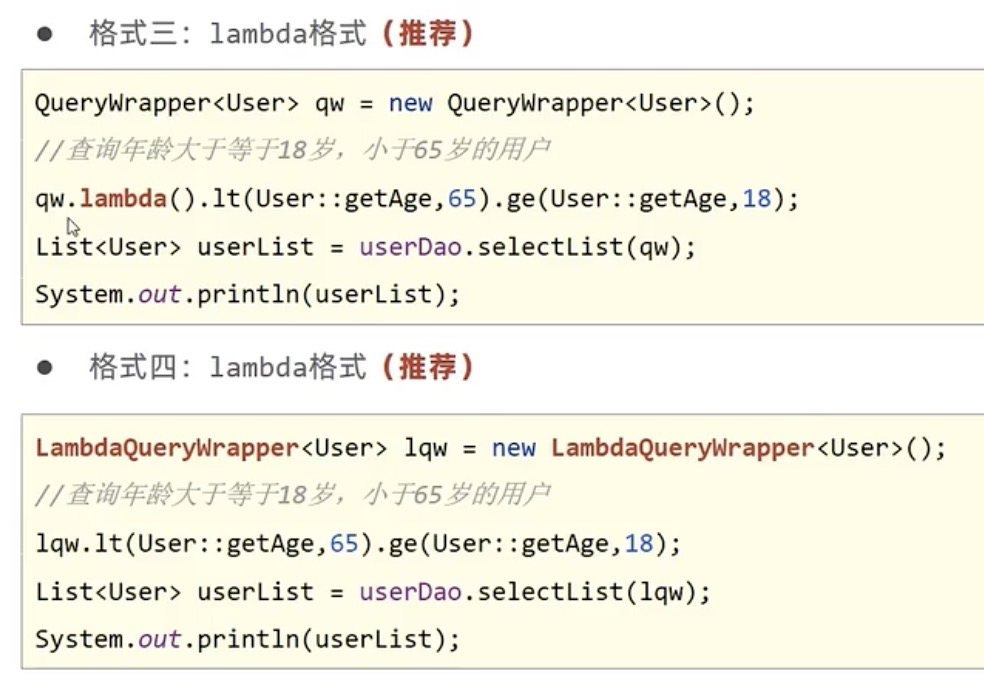 ● 格式三：lambda格式（推荐）
QueryWrapper<User> qw = new QueryWrapper<User>();
//查询年龄大于等于18岁，小于65岁的用户
qw.lambda().lt(User::getAge,65).ge(User::getAge,18);
List<User> userList = userDao.selectList(qw);
System.out.println(userList);
● 格式四：lambda格式（推荐）
LambdaQueryWrapper<User> lqw = new LambdaQueryWrapper<User>();
//查询年龄大于等于18岁，小于65岁的用户
lqw.lt(User::getAge,65).ge(User::getAge,18);
List<User> userList = userDao.selectList(lqw);
System.out.println(userList);